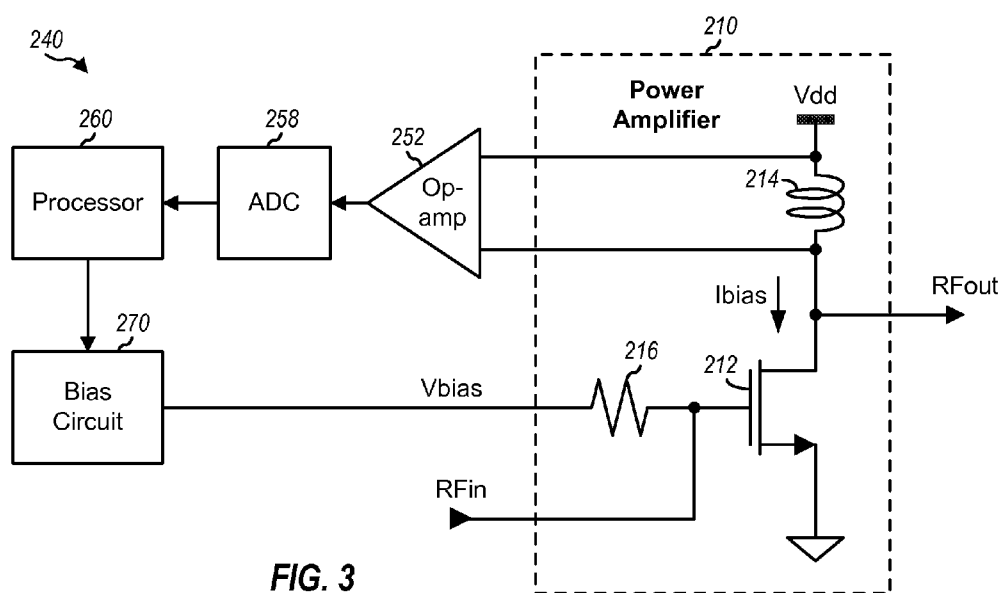 210
240
Power
Amplifier
Vdd
260
258
252
214
Processor
ADC
Op-
amp
Ibias
RFout
270
216
212
Bias
Circuit
Vbias
RFin
FIG. 3